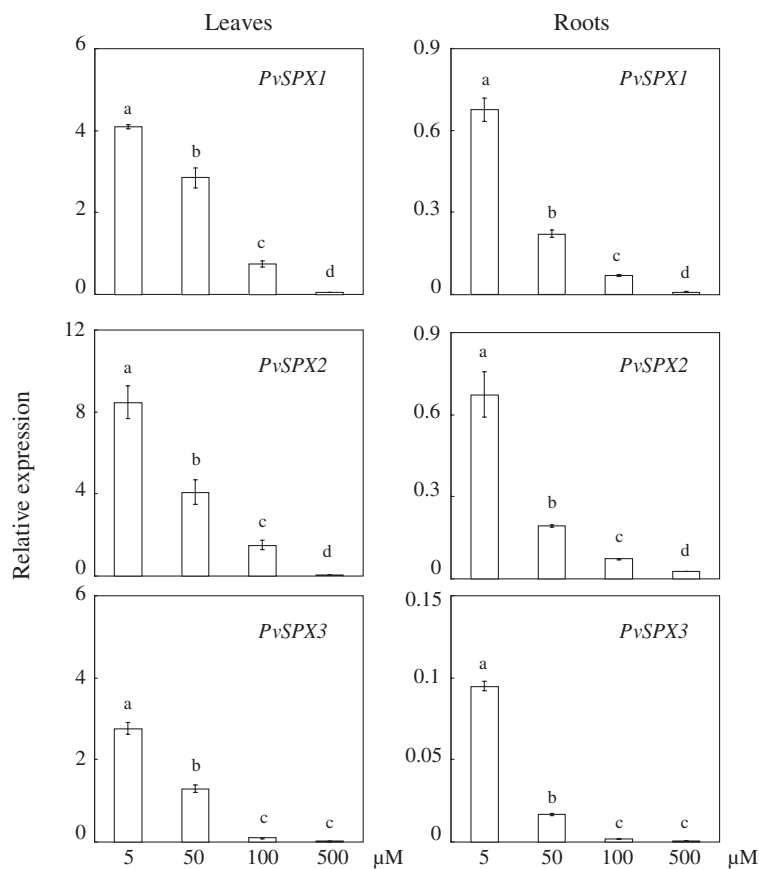 Leaves Roots
6 0.9
PvSPX1 PvSPX1
a a
4 0.6
b
2 0.3
b
c c
d d
0 0
12 0.9
PvSPX2 PvSPX2
a a
8 0.6
b
4 0.3
b
c c
d d
0 0
Relative expression
6 0.15
PvSPX3 PvSPX3
a a
4 0.1
2 0.05
b b
c c c c
0 0
5 50 100 500 µM 5 50 100 500 µM